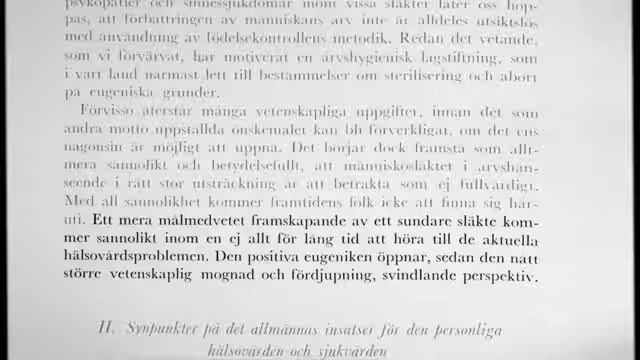 psykopatier och sinnessjukdomar inom vissa släkter låter oss hop-
pas, att förbättringen av människans arv inte är alldeles utsiktslös
med användning av födelsekontrollens metodik. Redan det vetande,
som vi förvärvat, har motiverat en arvshygienisk lagstiftning, som
i vårt land närmast lett till bestämmelser om sterilisering och abort
på eugeniska grunder.
Förvisso återstår många vetenskapliga uppgifter, innan det som
andra motto uppställda önskemålet kan bli förverkligat, om det ens
någonsin är möjligt att uppnå. Det börjar dock framstå som allt-
mera sannolikt och betydelsefullt, att människosläktet i arvshän-
seende i rätt stor utsträckning är att betrakta som ej fullvärdigt.
Med all sannolikhet kommer framtidens folk icke att finna sig här-
uti. Ett mera målmedvetet framskapande av ett sundare släkte kom-
mer sannolikt inom en ej allt för lång tid att höra till de aktuella
hälsovårdsproblemen. Den positiva eugeniken öppnar, sedan den nått
större vetenskaplig mognad och fördjupning, svindlande perspektiv.
II. Synpunkter på det allmännas insatser för den personliga
hälsovården och sjukvården